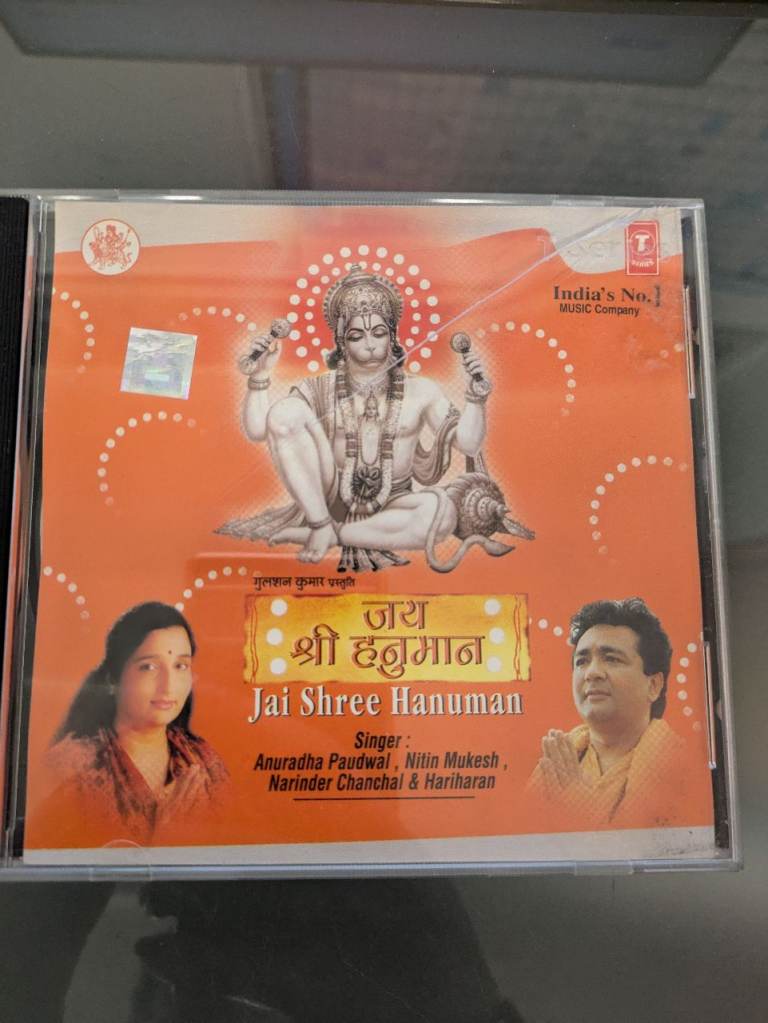 T
SERIES
India's No.1
MUSIC Company
गुलशन कुमार प्रस्तुति
जय
श्री हनुमान
Jai Shree Hanuman
Singer :
Anuradha Paudwal , Nitin Mukesh ,
Narinder Chanchal & Hariharan